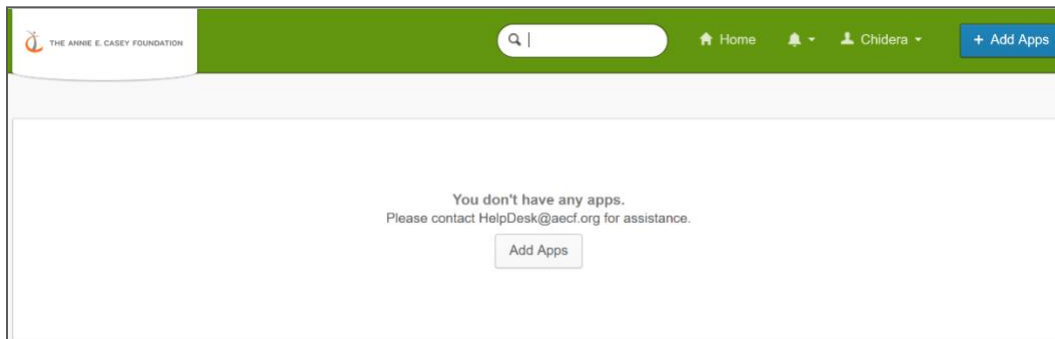 THE ANNIE E. CASEY FOUNDATION
Home
Chidera
+ Add Apps
You don't have any apps.
Please contact HelpDesk@aecf.org for assistance.
Add Apps